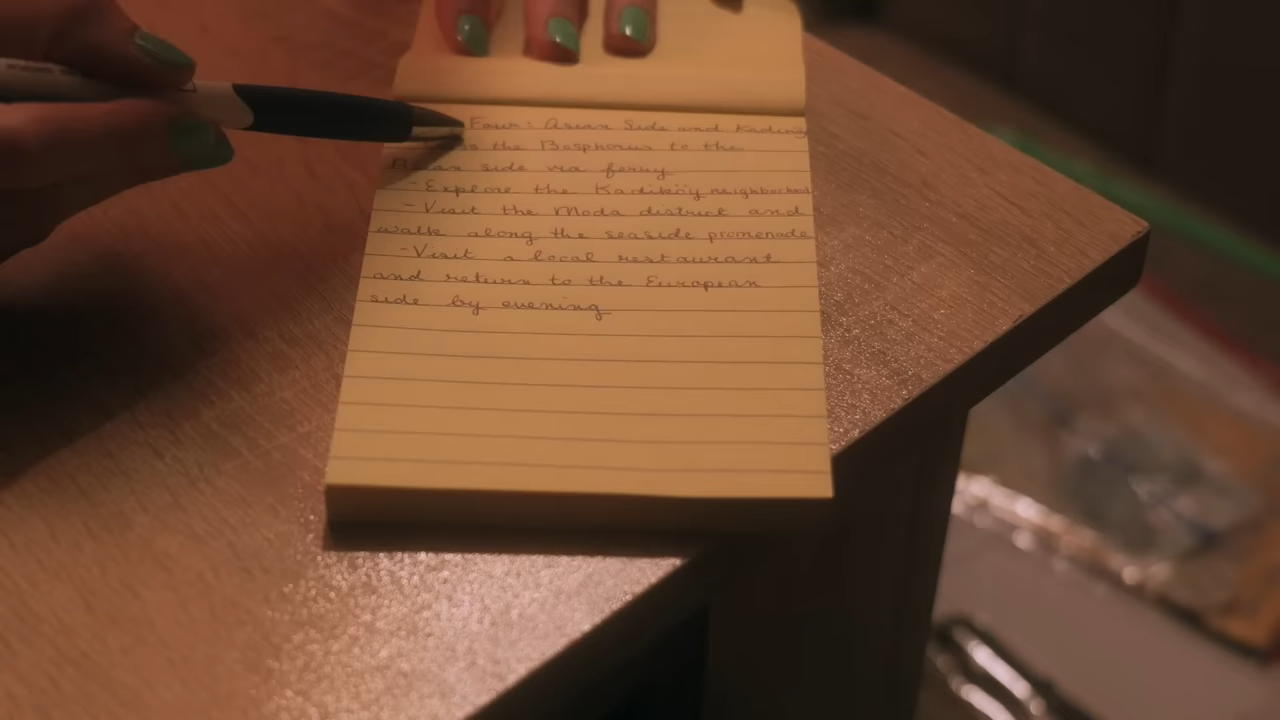 Four: Asian Side and Kadıköy
the Bosphorus to the
Asian side via ferry
-Explore the Kadıköy neighborhood
-Visit the Moda district and
walk along the seaside promenade
-Visit a local restaurant
and return to the European
side by evening